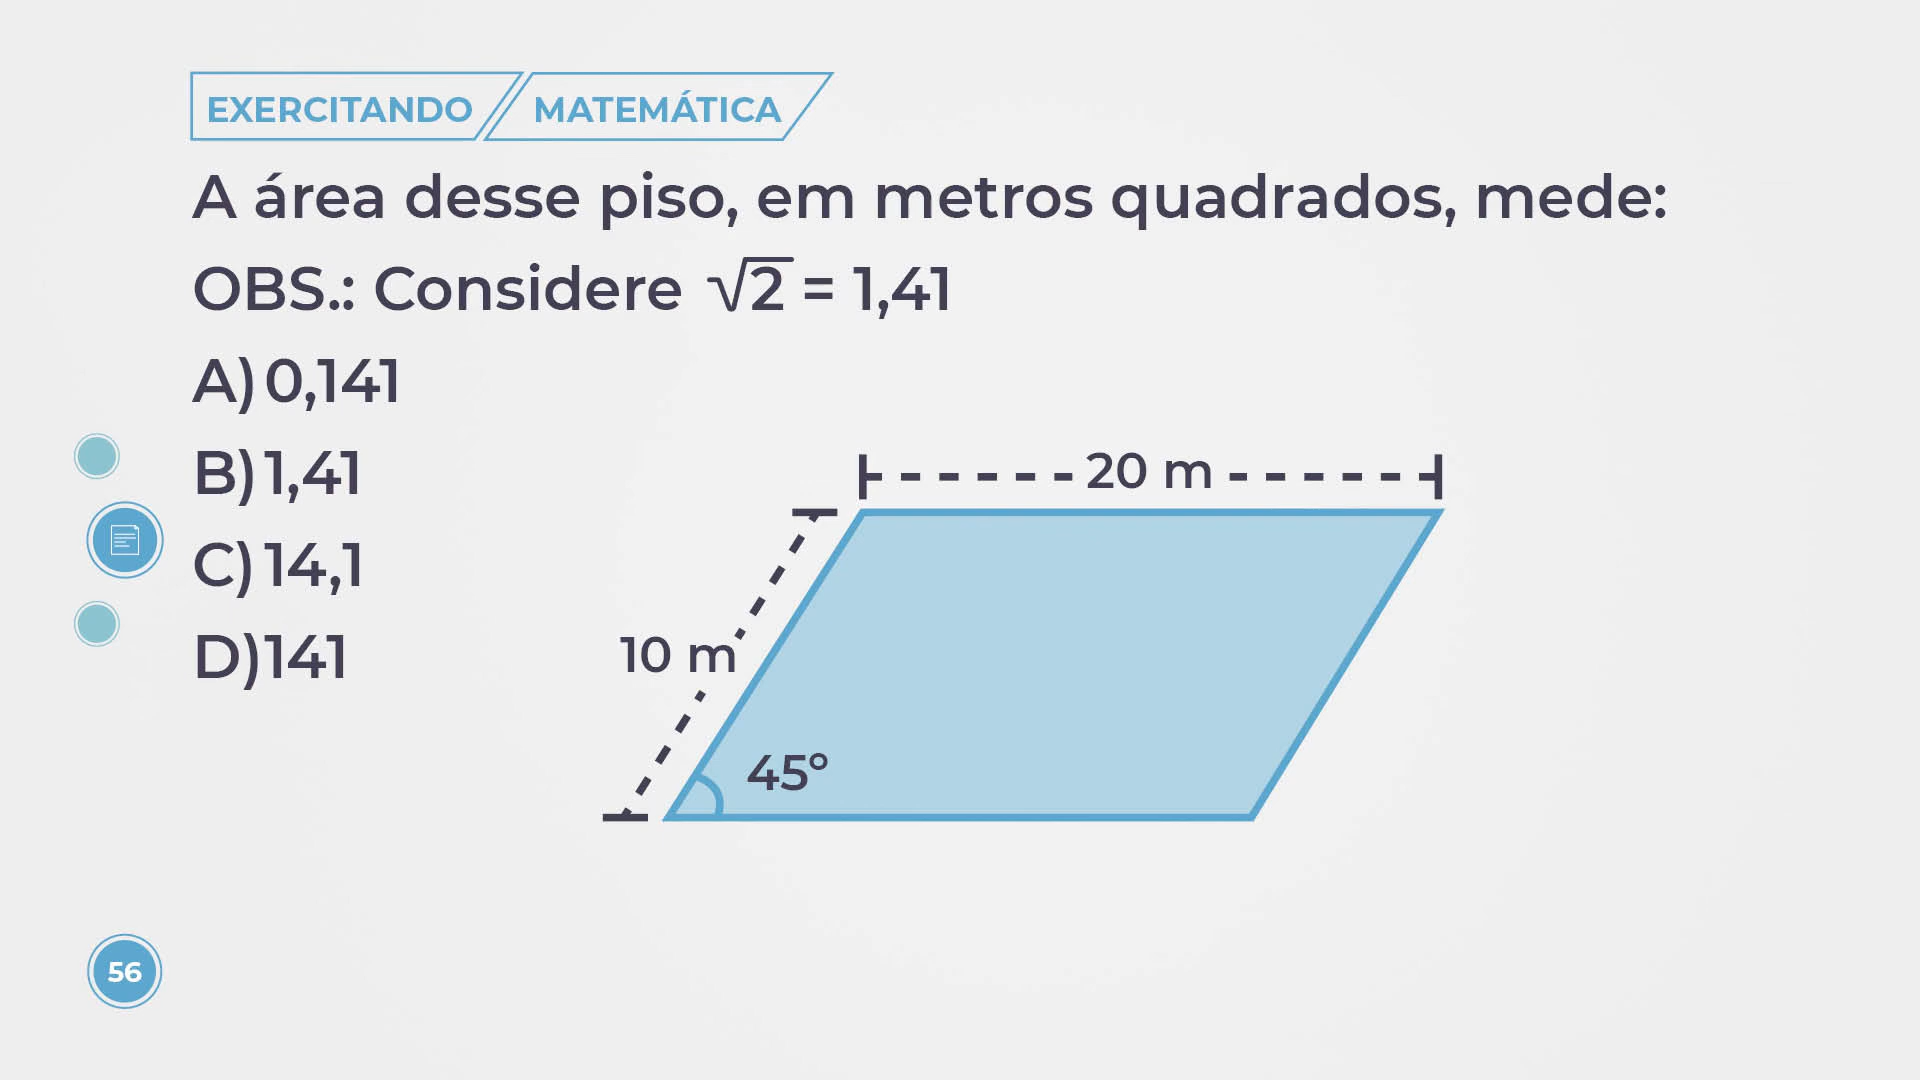 EXERCITANDO MATEMÁTICA
A área desse piso, em metros quadrados, mede:
OBS.: Considere √2 = 1,41
A) 0,141
B) 1,41
C) 14,1
D) 141
20 m
10 m
45°
56